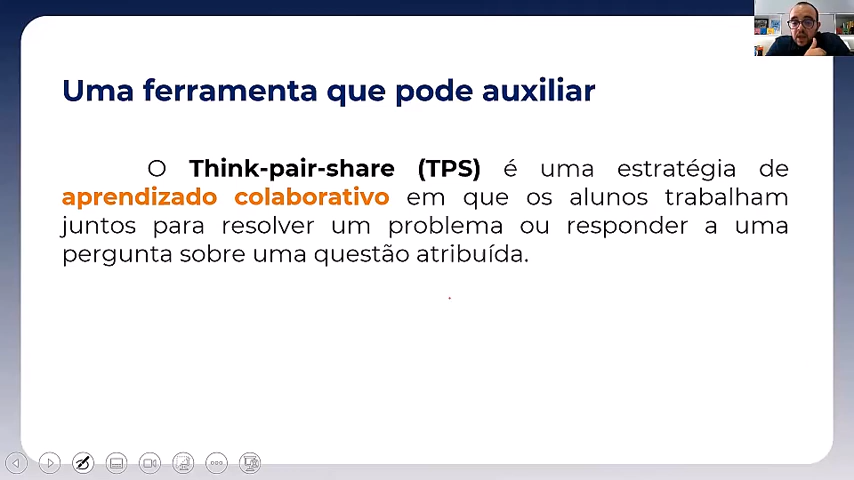 Uma ferramenta que pode auxiliar
O Think-pair-share (TPS) é uma estratégia de
aprendizado colaborativo em que os alunos trabalham
juntos para resolver um problema ou responder a uma
pergunta sobre uma questão atribuída.